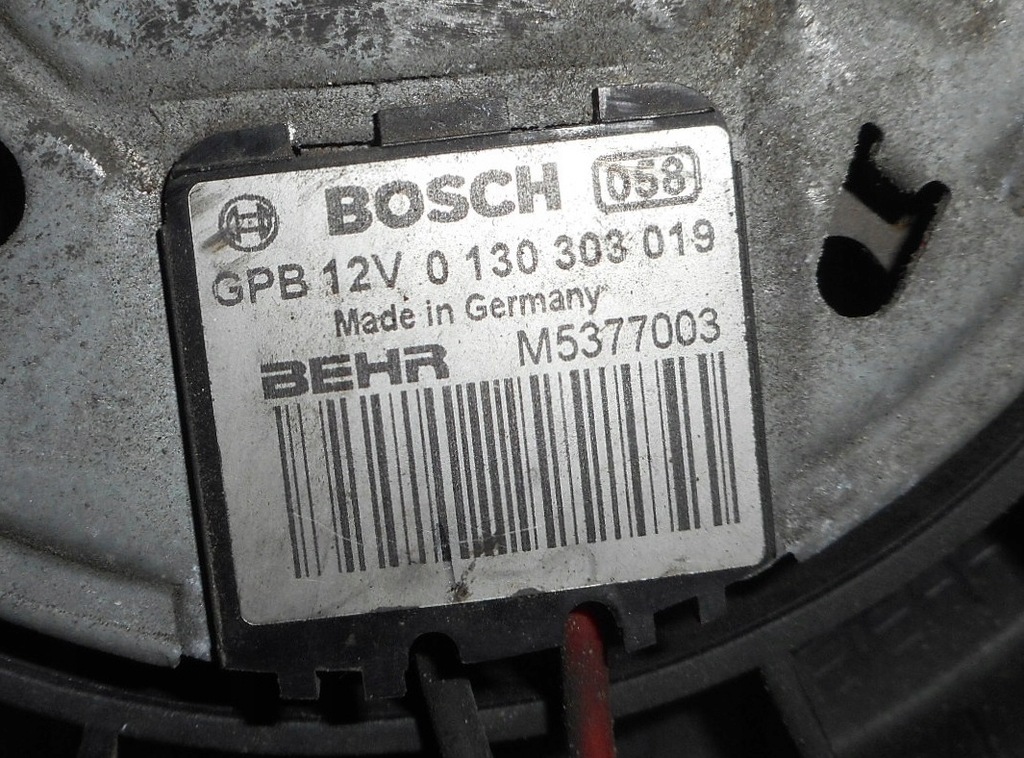 BOSCH 058
GPB 12V 0 130 303 019
Made in Germany
BEHR M5377003